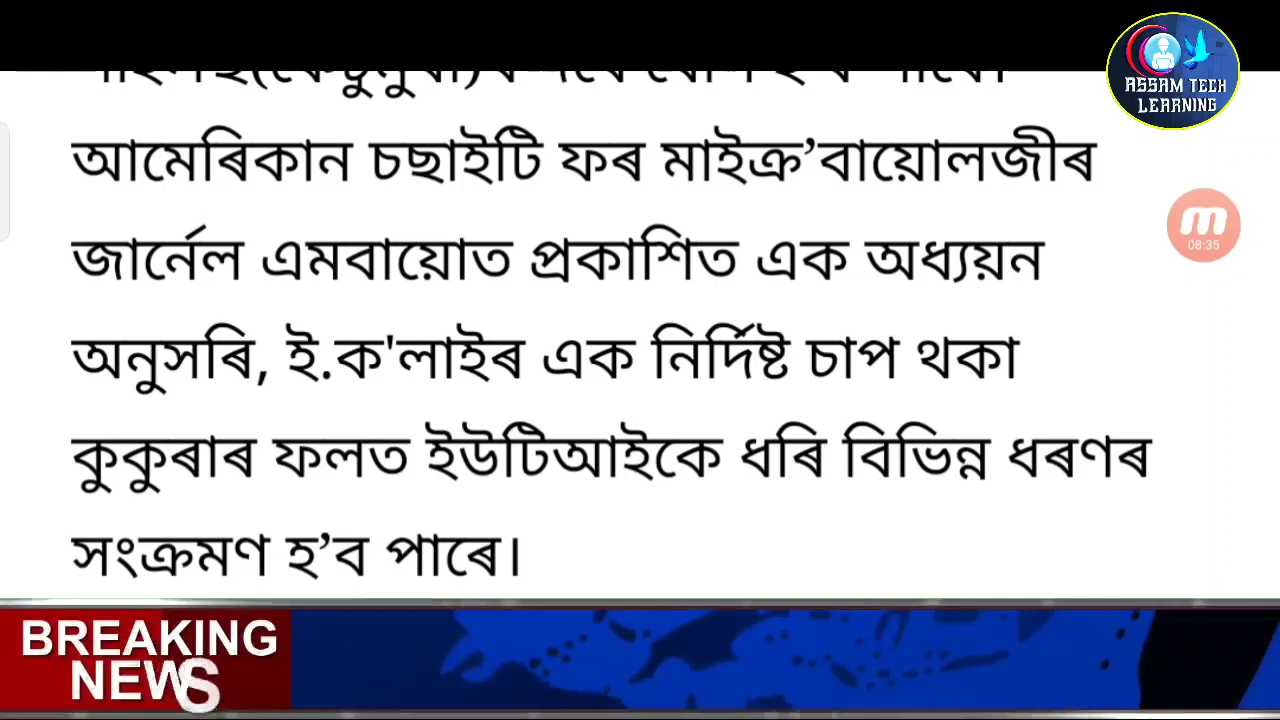 আমেৰিকান চছাইটি ফৰ মাইক্ৰ’বায়োলজীৰ
জাৰ্নেল এমবায়োত প্ৰকাশিত এক অধ্যয়ন
অনুসৰি, ই.ক'লাইৰ এক নিৰ্দিষ্ট চাপ থকা
কুকুৰাৰ ফলত ইউটিআইকে ধৰি বিভিন্ন ধৰণৰ
সংক্ৰমণ হ’ব পাৰে।
ASSAM TECH
LEARNING
08:35
BREAKING
NEWS